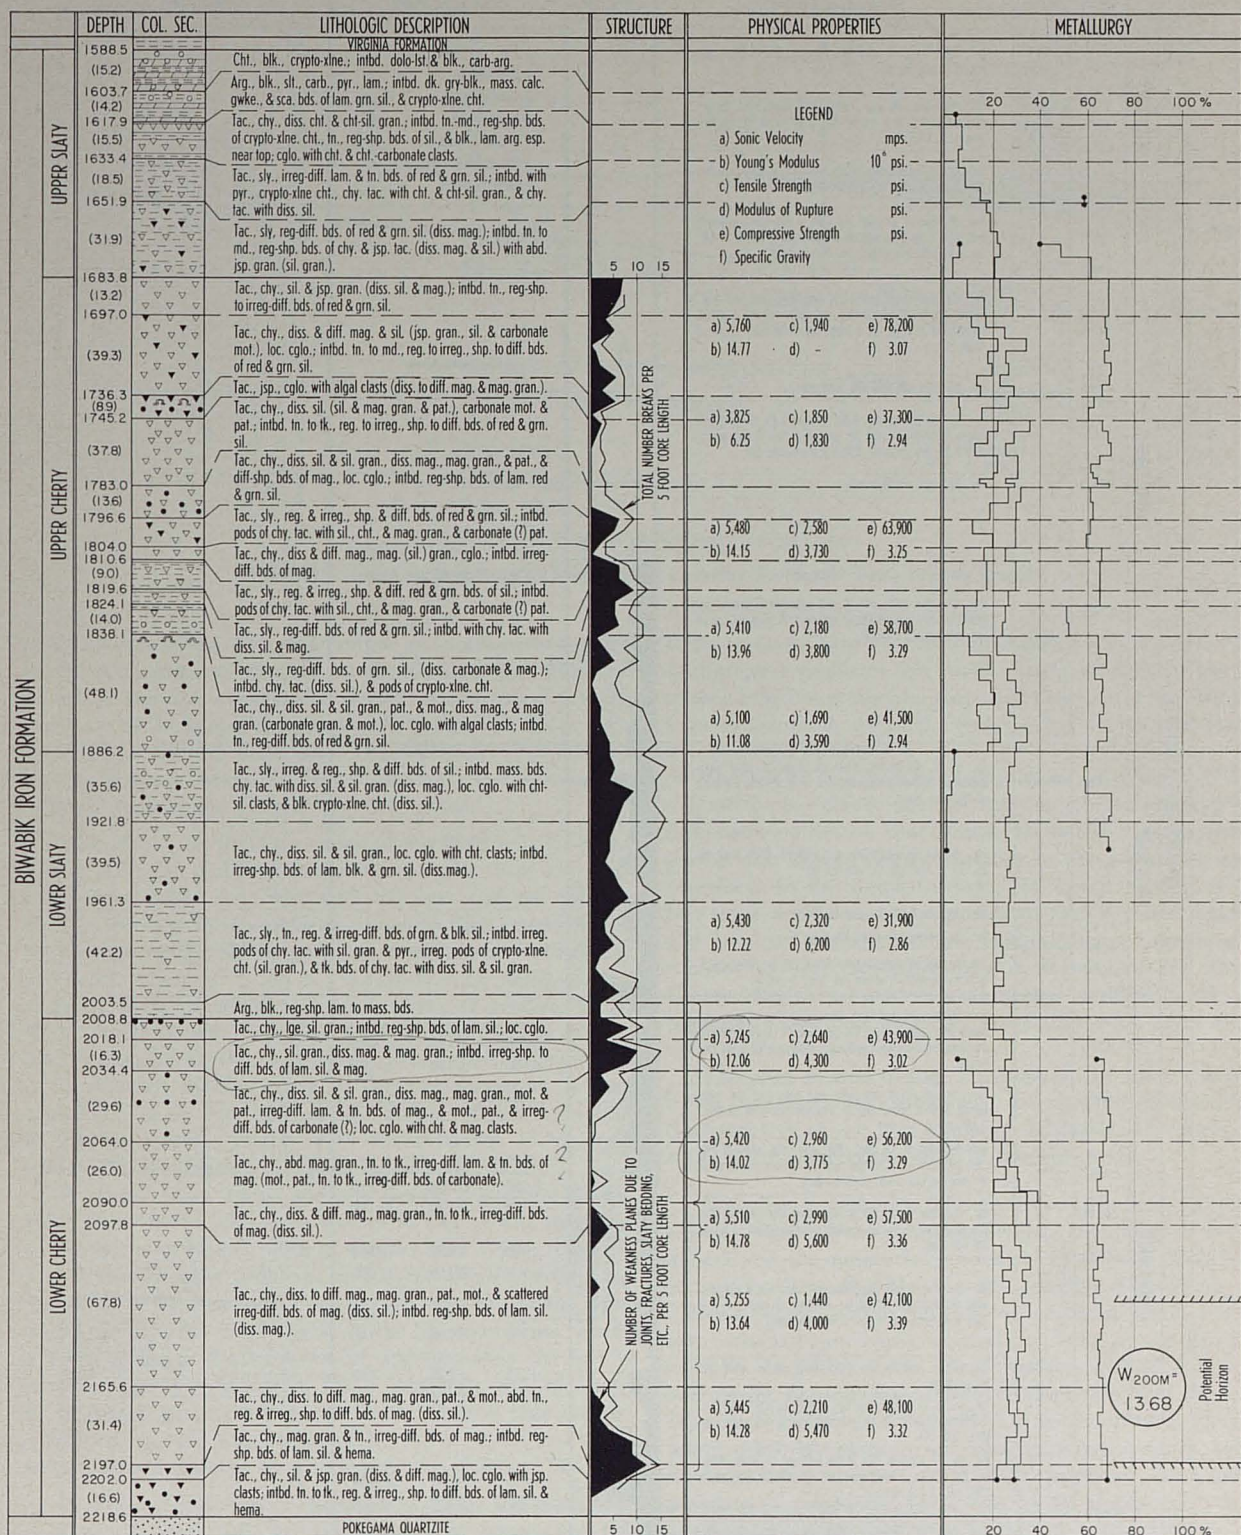 DEPTH COL. SEC. LITHOLOGIC DESCRIPTION STRUCTURE PHYSICAL PROPERTIES METALLURGY
VIRGINIA FORMATION
BIWABIK IRON FORMATION
UPPER SLATY
UPPER CHERTY
LOWER SLATY
LOWER CHERTY
1588.5
(15.2)
1603.7
(14.2)
1617.9
(15.5)
1633.4
(18.5)
1651.9
(31.9)
1683.8
(13.2)
1697.0
(39.3)
1736.3
(8.9)
1745.2
(37.8)
1783.0
(13.6)
1796.6
1804.0
1810.6
(9.0)
1819.6
1824.1
(14.0)
1838.1
(48.1)
1886.2
(35.6)
1921.8
(39.5)
1961.3
(42.2)
2003.5
2008.8
2018.1
(16.3)
2034.4
(29.6)
2064.0
(26.0)
2090.0
2097.8
(67.8)
2165.6
(31.4)
2197.0
2202.0
(16.6)
2218.6
Cht., blk., crypto-xlne.; intbd. dolo-lst. & blk., carb-arg.
Arg., blk., slt., carb., pyr., lam.; intbd. dk. gry-blk., mass. calc.
gwke., & sca. bds. of lam. grn. sil., & crypto-xlne. cht.
Tac., chy., diss. cht. & cht-sil. gran.; intbd. tn.-md., reg-shp. bds.
of crypto-xlne. cht., tn., reg-shp. bds. of sil., & blk., lam. arg. esp.
near top; cglo. with cht. & cht.-carbonate clasts.
Tac., sly., irreg-diff. lam. & tn. bds. of red & grn. sil.; intbd. with
pyr., crypto-xlne cht., chy. tac. with cht. & cht-sil. gran., & chy.
tac. with diss. sil.
Tac., sly, reg-diff. bds. of red & grn. sil. (diss. mag.); intbd. tn. to
md., reg-shp. bds. of chy. & jsp. tac. (diss. mag. & sil.) with abd.
jsp. gran. (sil. gran.).
Tac., chy., sil. & jsp. gran. (diss. sil. & mag.); intbd. tn., reg-shp.
to irreg-diff. bds. of red & grn. sil.
Tac., chy., diss. & diff. mag. & sil. (jsp. gran., sil. & carbonate
mot.), loc. cglo.; intbd. tn. to md., reg. to irreg., shp. to diff. bds.
of red & grn. sil.
Tac., jsp., cglo. with algal clasts (diss. to diff. mag. & mag. gran.).
Tac., chy., diss. sil. (sil. & mag. gran. & pat.), carbonate mot. &
pat.; intbd. tn. to tk., reg. to irreg., shp. to diff. bds. of red & grn.
sil.
Tac., chy., diss. sil. & sil. gran., diss. mag., mag. gran., & pat., &
diff-shp. bds. of mag., loc. cglo.; intbd. reg-shp. bds. of lam. red
& grn. sil.
Tac., sly., reg. & irreg., shp. & diff. bds. of red & grn. sil.; intbd.
pods of chy. tac. with sil., cht., & mag. gran., & carbonate (?) pat.
Tac., chy., diss & diff. mag., mag. (sil.) gran., cglo.; intbd. irreg-
diff. bds. of mag.
Tac., sly., reg. & irreg., shp. & diff. red & grn. bds. of sil.; intbd.
pods of chy. tac. with sil., cht., & mag. gran., & carbonate (?) pat.
Tac., sly., reg-diff. bds. of red & grn. sil.; intbd. with chy. tac. with
diss. sil. & mag.
Tac., sly., reg-diff. bds. of grn. sil., (diss. carbonate & mag.);
intbd. chy. tac. (diss. sil.), & pods of crypto-xlne. cht.
Tac., chy., diss. sil. & sil. gran., pat., & mot., diss. mag., & mag
gran. (carbonate gran. & mot.), loc. cglo. with algal clasts; intbd.
tn., reg-diff. bds. of red & grn. sil.
Tac., sly., irreg. & reg., shp. & diff. bds. of sil.; intbd. mass. bds.
chy. tac. with diss. sil. & sil. gran. (diss. mag.), loc. cglo. with cht-
sil. clasts, & blk. crypto-xlne. cht. (diss. sil.).
Tac., chy., diss. sil. & sil. gran., loc. cglo. with cht. clasts; intbd.
irreg-shp. bds. of lam. blk. & grn. sil. (diss.mag.).
Tac., sly., tn., reg. & irreg-diff. bds. of grn. & blk. sil.; intbd. irreg.
pods of chy. tac. with sil. gran. & pyr., irreg. pods of crypto-xlne.
cht. (sil. gran.), & tk. bds. of chy. tac. with diss. sil. & sil. gran.
Arg., blk., reg-shp. lam. to mass. bds.
Tac., chy., lge. sil. gran.; intbd. reg-shp. bds. of lam. sil.; loc. cglo.
Tac., chy., sil. gran., diss. mag. & mag. gran.; intbd. irreg-shp. to
diff. bds. of lam. sil. & mag.
Tac., chy., diss. sil. & sil. gran., diss. mag., mag. gran., mot. &
pat., irreg-diff. lam. & tn. bds. of mag., & mot., pat., & irreg-
diff. bds. of carbonate (?); loc. cglo. with cht. & mag. clasts.
?
Tac., chy., abd. mag. gran., tn. to tk., irreg-diff. lam. & tn. bds. of
mag. (mot., pat., tn. to tk., irreg-diff. bds. of carbonate).
?
Tac., chy., diss. & diff. mag., mag. gran., tn. to tk., irreg-diff. bds.
of mag. (diss. sil.).
Tac., chy., diss. to diff. mag., mag. gran., pat., mot., & scattered
irreg-diff. bds. of mag. (diss. sil.); intbd. reg-shp. bds. of lam. sil.
(diss. mag.).
Tac., chy., diss. to diff. mag., mag. gran., pat., & mot., abd. tn.,
reg. & irreg., shp. to diff. bds. of mag. (diss. sil.).
Tac., chy., mag. gran. & tn., irreg-diff. bds. of mag.; intbd. reg-
shp. bds. of lam. sil. & hema.
Tac., chy., sil. & jsp. gran. (diss. & diff. mag.), loc. cglo. with jsp.
clasts; intbd. tn. to tk., reg. & irreg., shp. to diff. bds. of lam. sil. &
hema.
POKEGAMA QUARTZITE
5 10 15
TOTAL NUMBER BREAKS PER
5 FOOT CORE LENGTH
NUMBER OF WEAKNESS PLANES DUE TO
JOINTS, FRACTURES, SLATY BEDDING,
ETC., PER 5 FOOT CORE LENGTH
5 10 15
LEGEND
a) Sonic Velocity mps.
b) Young's Modulus 10⁶ psi.
c) Tensile Strength psi.
d) Modulus of Rupture psi.
e) Compressive Strength psi.
f) Specific Gravity
a) 5,760 c) 1,940 e) 78,200
b) 14.77 d) - f) 3.07
a) 3,825 c) 1,850 e) 37,300
b) 6.25 d) 1,830 f) 2.94
a) 5,480 c) 2,580 e) 63,900
b) 14.15 d) 3,730 f) 3.25
a) 5,410 c) 2,180 e) 58,700
b) 13.96 d) 3,800 f) 3.29
a) 5,100 c) 1,690 e) 41,500
b) 11.08 d) 3,590 f) 2.94
a) 5,430 c) 2,320 e) 31,900
b) 12.22 d) 6,200 f) 2.86
a) 5,245 c) 2,640 e) 43,900
b) 12.06 d) 4,300 f) 3.02
a) 5,420 c) 2,960 e) 56,200
b) 14.02 d) 3,775 f) 3.29
a) 5,510 c) 2,990 e) 57,500
b) 14.78 d) 5,600 f) 3.36
a) 5,255 c) 1,440 e) 42,100
b) 13.64 d) 4,000 f) 3.39
a) 5,445 c) 2,210 e) 48,100
b) 14.28 d) 5,470 f) 3.32
20 40 60 80 100 %
W200M=
13.68
Potential
Horizon
20 40 60 80 100 %